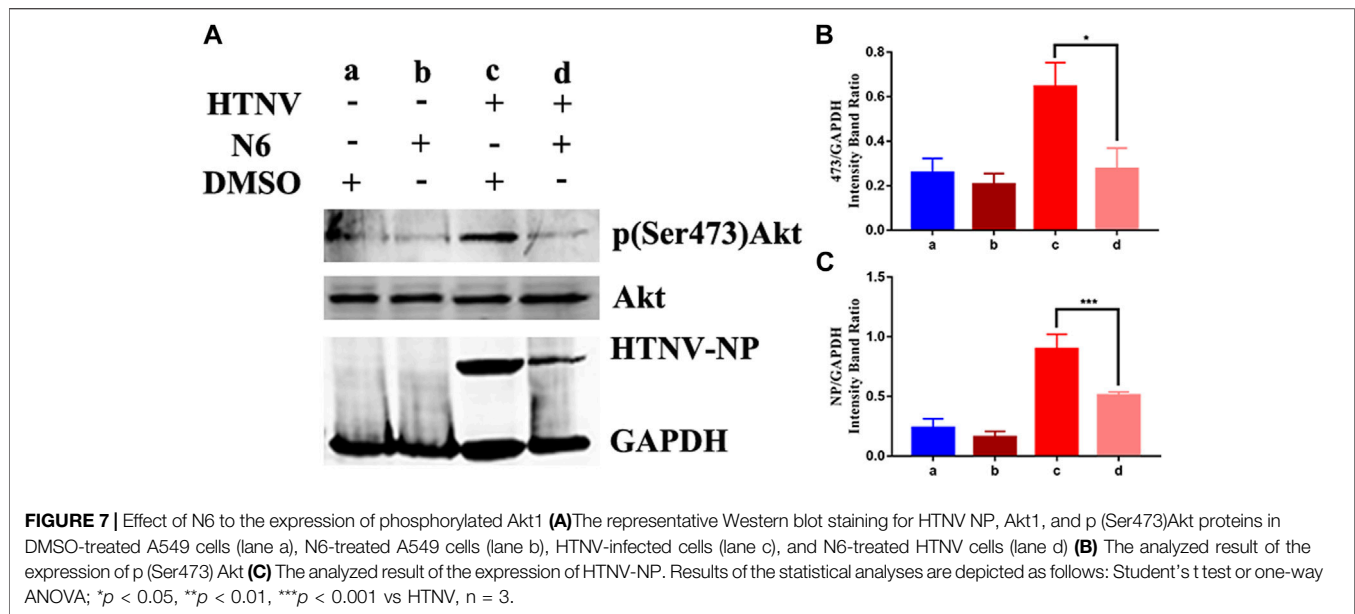 A
a b c d
HTNV - - + +
N6 - + - +
DMSO + - + -
p(Ser473)Akt
Akt
HTNV-NP
GAPDH
B
473/GAPDH
Intensity Band Ratio
0.8
0.6
0.4
0.2
0.0
*
a b c d
C
NP/GAPDH
Intensity Band Ratio
1.5
1.0
0.5
0.0
***
a b c d
FIGURE 7 | Effect of N6 to the expression of phosphorylated Akt1 (A)The representative Western blot staining for HTNV NP, Akt1, and p (Ser473)Akt proteins in
DMSO-treated A549 cells (lane a), N6-treated A549 cells (lane b), HTNV-infected cells (lane c), and N6-treated HTNV cells (lane d) (B) The analyzed result of the
expression of p (Ser473) Akt (C) The analyzed result of the expression of HTNV-NP. Results of the statistical analyses are depicted as follows: Student's t test or one-way
ANOVA; *p < 0.05, **p < 0.01, ***p < 0.001 vs HTNV, n = 3.